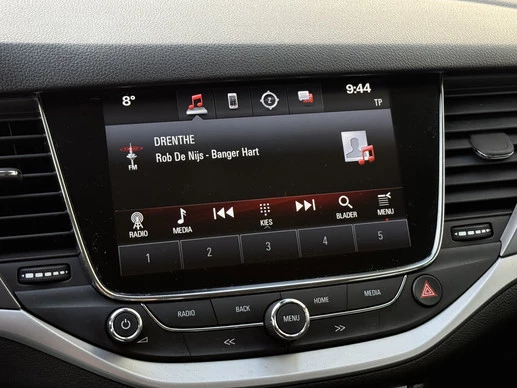 8°
9:44
TP
DRENTHE
Rob De Nijs - Banger Hart
FM
RADIO
MEDIA
KIES
BLADER
MENU
1 2 3 4 5
RADIO BACK MENU HOME MEDIA